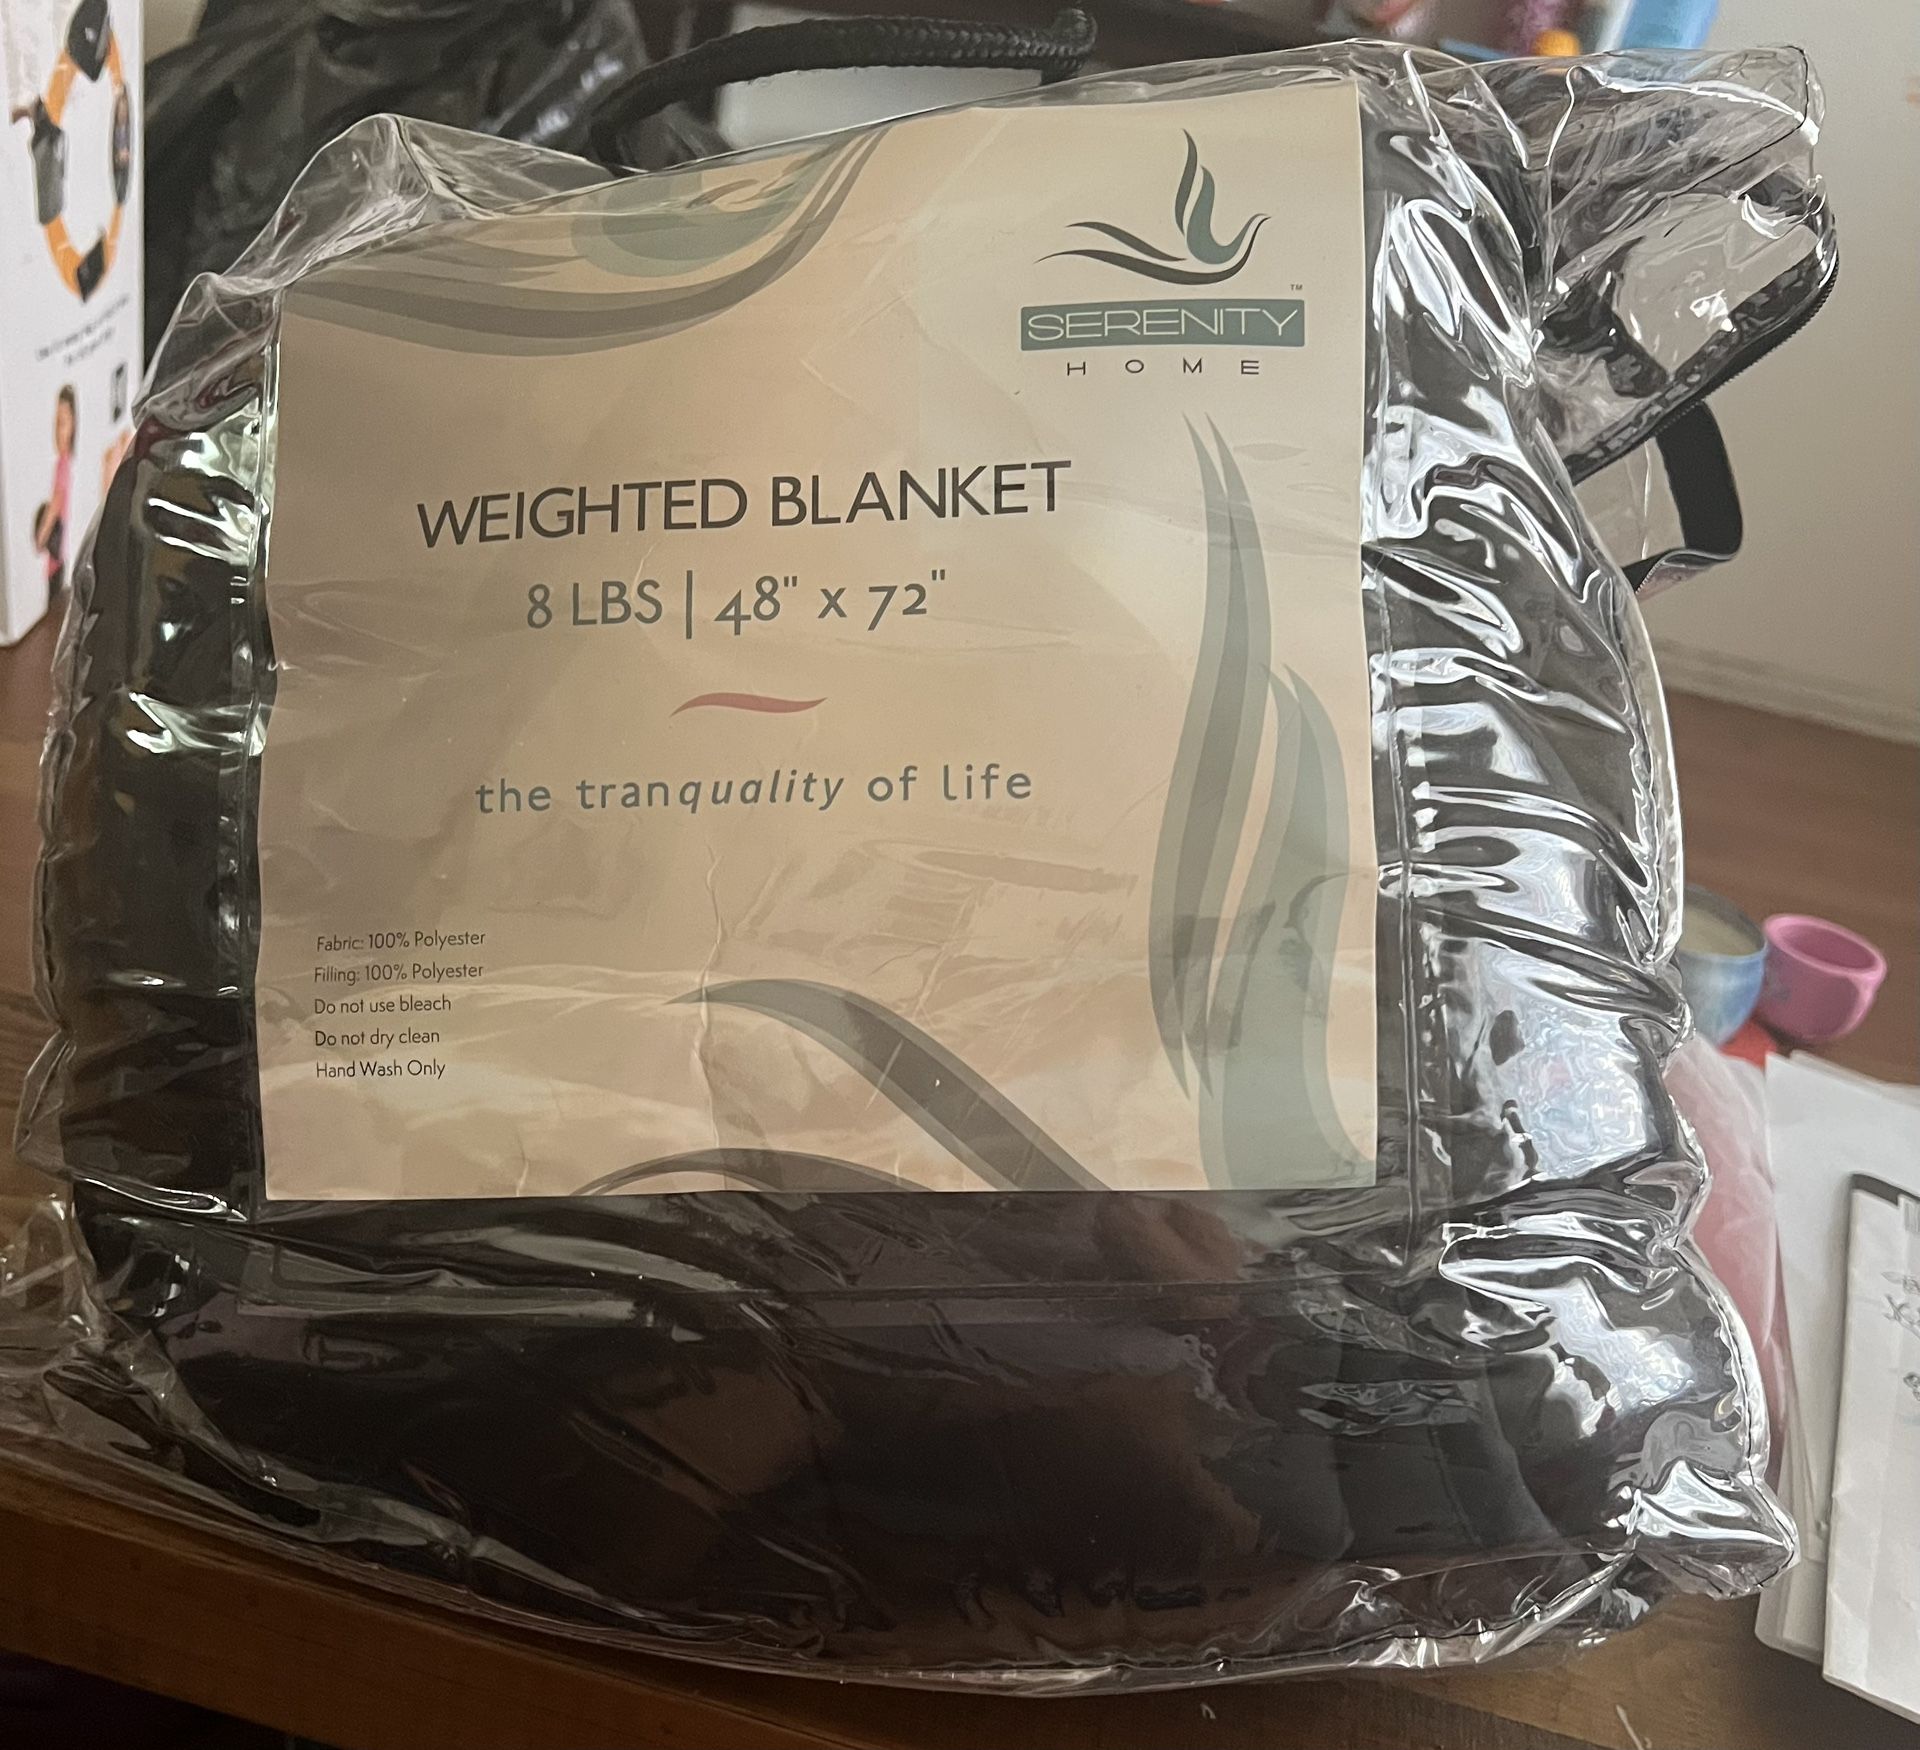 SERENITY
™
HOME
WEIGHTED BLANKET
8 LBS | 48" x 72"
the tranquality of life
Fabric: 100% Polyester
Filling: 100% Polyester
Do not use bleach
Do not dry clean
Hand Wash Only